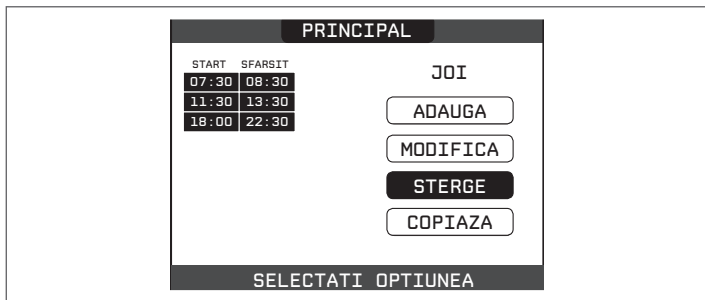 PRINCIPAL
START SFARSIT
07:30 08:30
11:30 13:30
18:00 22:30
JOI
ADAUGA
MODIFICA
STERGE
COPIAZA
SELECTATI OPTIUNEA